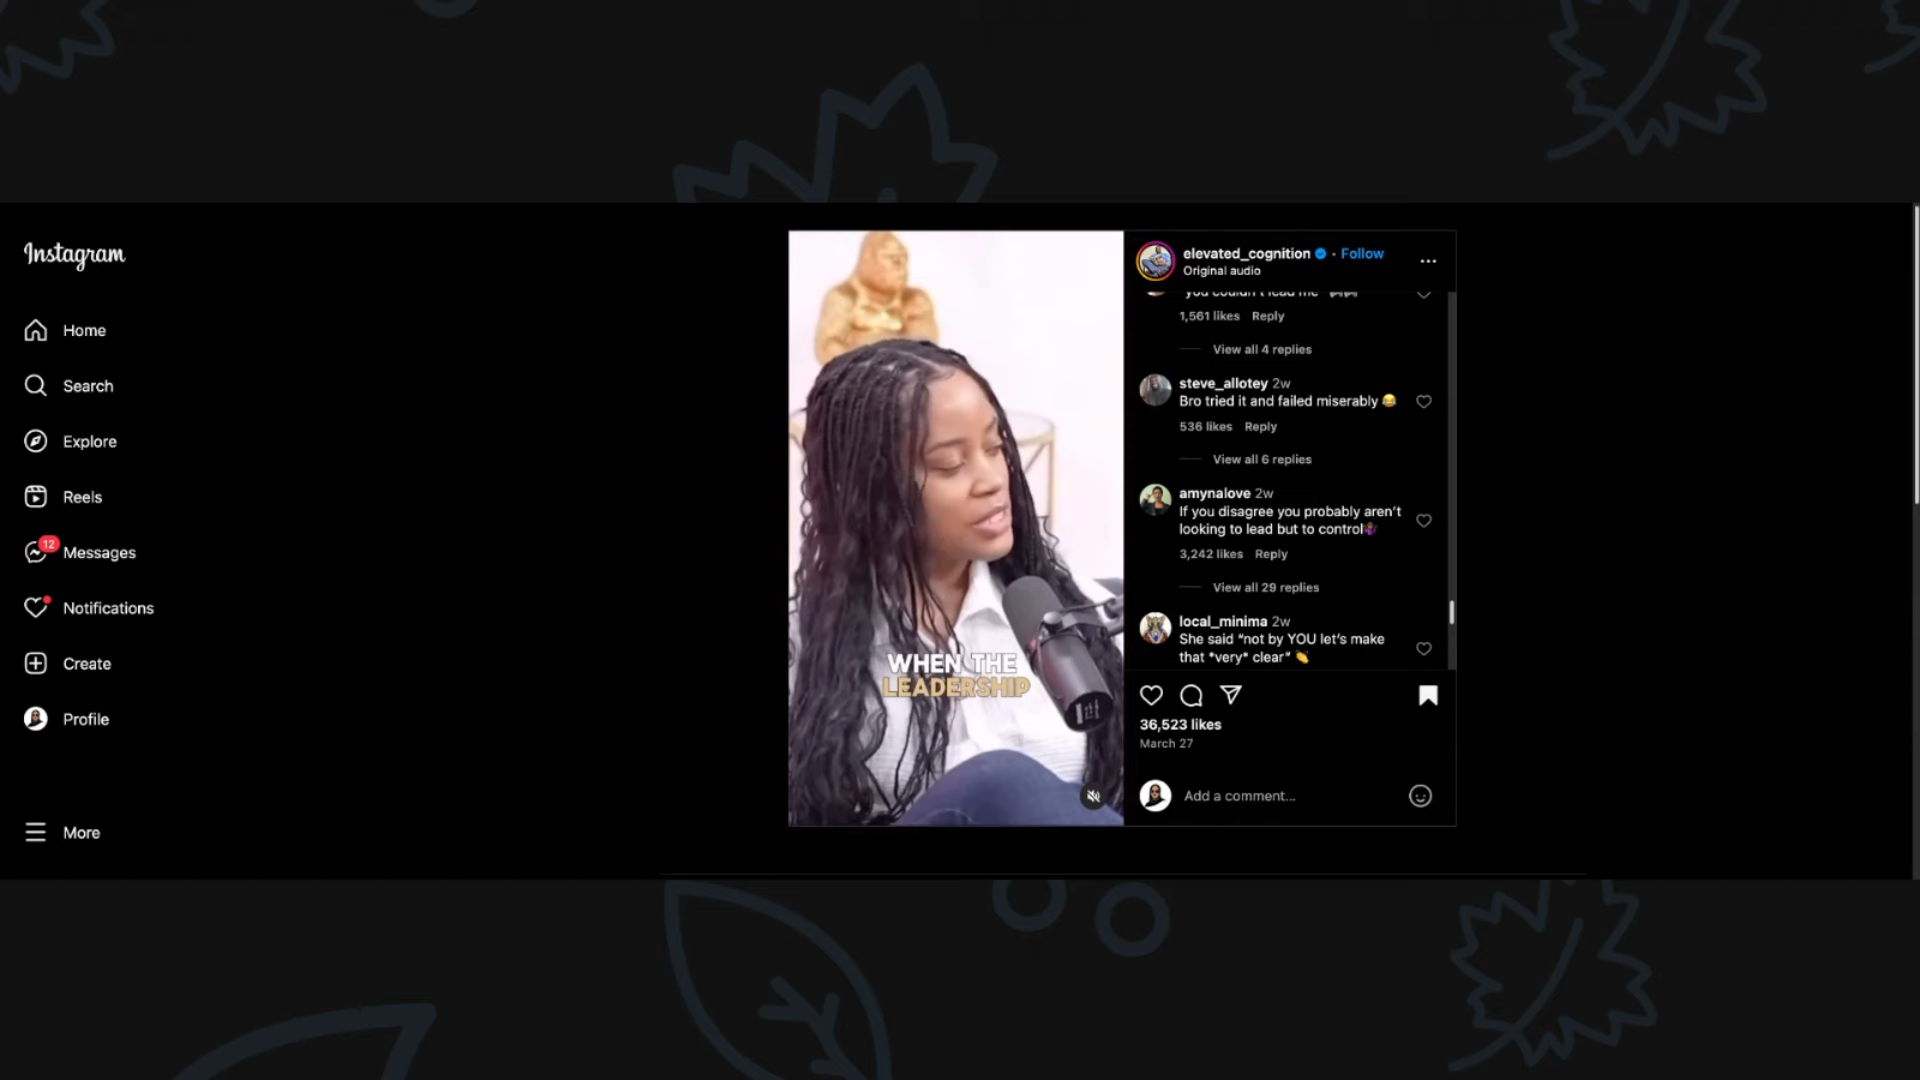 Instagram
Home
Search
Explore
Reels
12
Messages
Notifications
Create
Profile
More
WHEN THE
LEADERSHIP
elevated_cognition · Follow
Original audio
"you couldn't lead me"
1,561 likes Reply
View all 4 replies
steve_allotey 2w
Bro tried it and failed miserably 😂
536 likes Reply
View all 6 replies
amynalove 2w
If you disagree you probably aren't
looking to lead but to control
3,242 likes Reply
View all 29 replies
local_minima 2w
She said "not by YOU let's make
that *very* clear" 👏
36,523 likes
March 27
Add a comment...